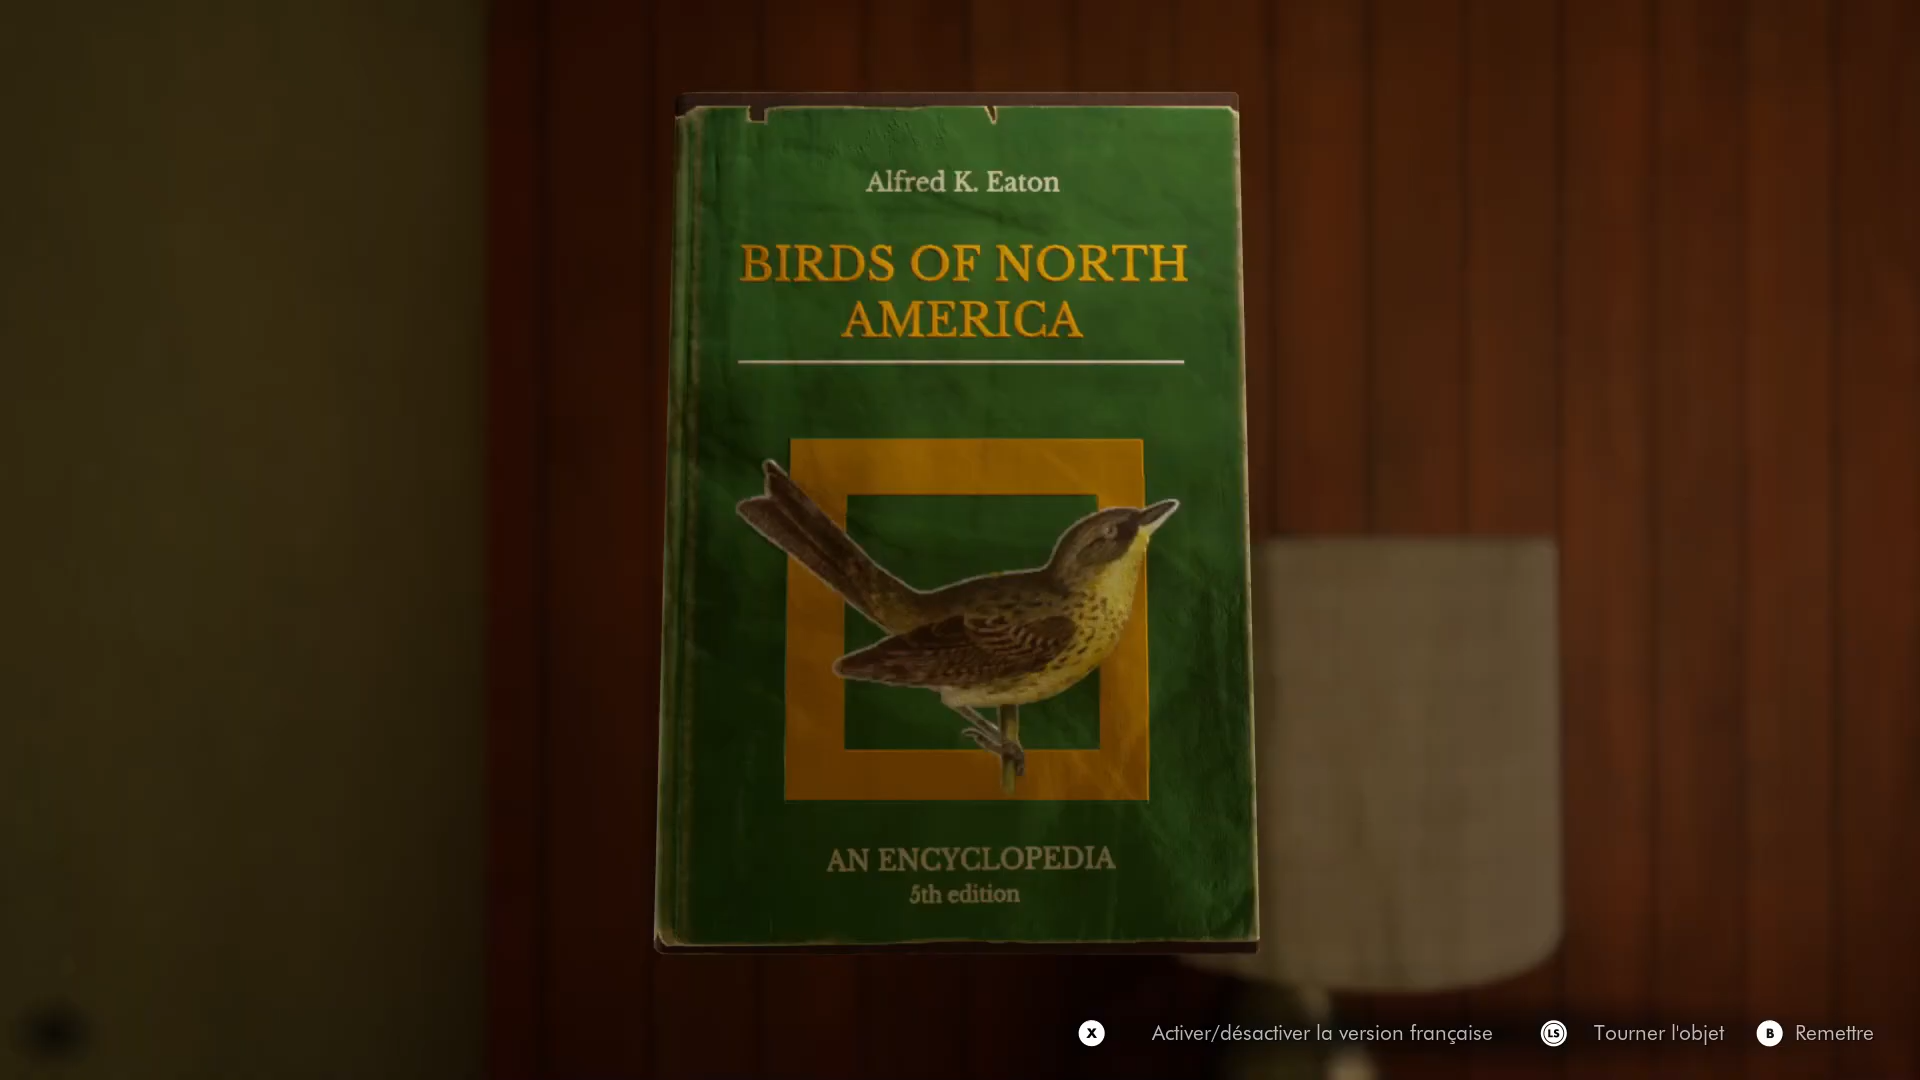 Alfred K. Eaton
BIRDS OF NORTH
AMERICA
AN ENCYCLOPEDIA
5th edition
X Activer/désactiver la version française LS Tourner l'objet B Remettre